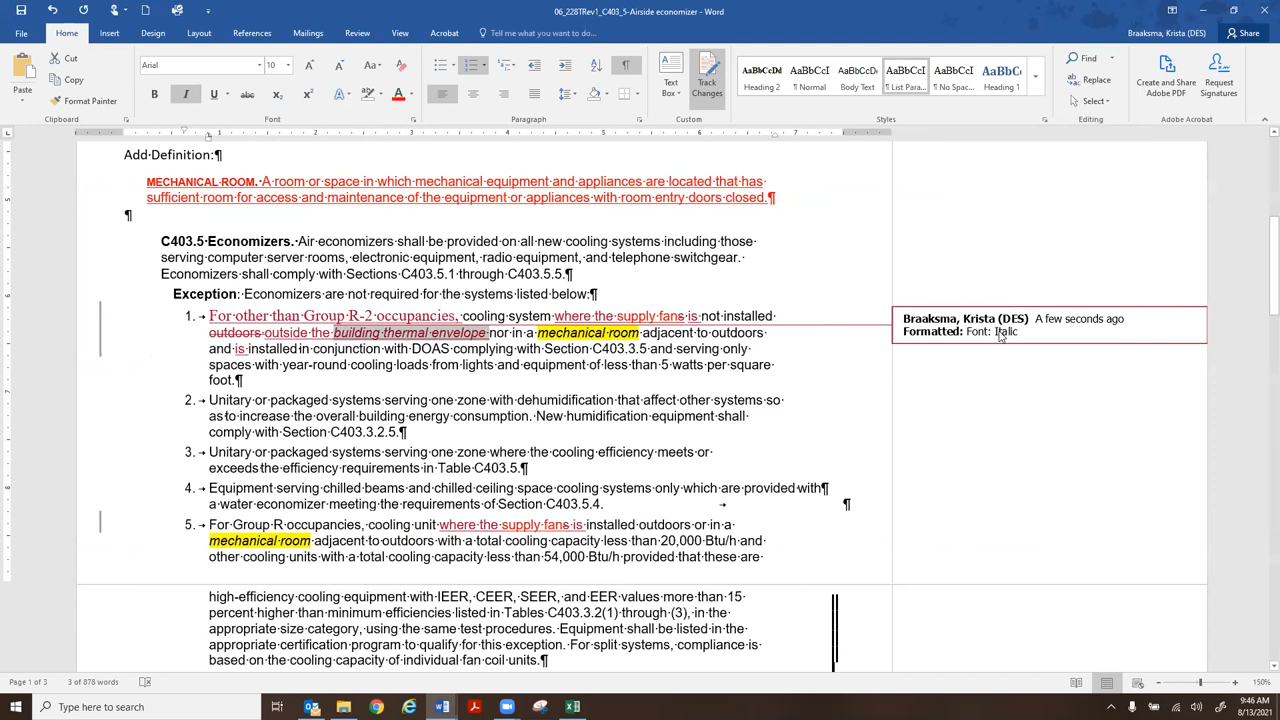 06_228TRev1_C403_5-Airside economizer - Word
File Home Insert Design Layout References Mailings Review View Acrobat Tell me what you want to do... Braaksma, Krista (DES) Share
Paste Cut Copy Format Painter Clipboard
Arial 10 Aa
B I U abc A
Font
Paragraph
Text Box Track Changes Custom
AaBbCcDd Heading 2 AaBbCcI ¶ Normal AaBbCcDd Body Text AaBbCcI ¶ List Para... AaBbCcI ¶ No Spac... AaBbC Heading 1
Styles
Find Replace Select Editing
Create and Share Adobe PDF Request Signatures Adobe Acrobat
1 2 3 4 5 6 7
Add·Definition:¶
MECHANICAL·ROOM.·A·room·or·space·in·which·mechanical·equipment·and·appliances·are·located·that·has·
sufficient·room·for·access·and·maintenance·of·the·equipment·or·appliances·with·room·entry·doors·closed.¶
¶
C403.5·Economizers.·Air·economizers·shall·be·provided·on·all·new·cooling·systems·including·those·
serving·computer·server·rooms,·electronic·equipment,·radio·equipment,·and·telephone·switchgear.·
Economizers·shall·comply·with·Sections·C403.5.1·through·C403.5.5.¶
Exception:·Economizers·are·not·required·for·the·systems·listed·below:¶
1.→For·other·than·Group·R-2·occupancies,·cooling·system·where·the·supply·fans·is·not·installed·
outdoors·outside·the·building·thermal·envelope·nor·in·a·mechanical·room·adjacent·to·outdoors·
and·is·installed·in·conjunction·with·DOAS·complying·with·Section·C403.3.5·and·serving·only·
spaces·with·year-round·cooling·loads·from·lights·and·equipment·of·less·than·5·watts·per·square·
foot.¶
2.→Unitary·or·packaged·systems·serving·one·zone·with·dehumidification·that·affect·other·systems·so·
as·to·increase·the·overall·building·energy·consumption.·New·humidification·equipment·shall·
comply·with·Section·C403.3.2.5.¶
3.→Unitary·or·packaged·systems·serving·one·zone·where·the·cooling·efficiency·meets·or·
exceeds·the·efficiency·requirements·in·Table·C403.5.¶
4.→Equipment·serving·chilled·beams·and·chilled·ceiling·space·cooling·systems·only·which·are·provided·with¶
a·water·economizer·meeting·the·requirements·of·Section·C403.5.4. → ¶
5.→For·Group·R·occupancies,·cooling·unit·where·the·supply·fans·is·installed·outdoors·or·in·a·
mechanical·room·adjacent·to·outdoors·with·a·total·cooling·capacity·less·than·20,000·Btu/h·and·
other·cooling·units·with·a·total·cooling·capacity·less·than·54,000·Btu/h·provided·that·these·are·
high-efficiency·cooling·equipment·with·IEER,·CEER,·SEER,·and·EER·values·more·than·15·
percent·higher·than·minimum·efficiencies·listed·in·Tables·C403.3.2(1)·through·(3),·in·the·
appropriate·size·category,·using·the·same·test·procedures.·Equipment·shall·be·listed·in·the·
appropriate·certification·program·to·qualify·for·this·exception.·For·split·systems,·compliance·is·
based·on·the·cooling·capacity·of·individual·fan·coil·units.¶
Braaksma, Krista (DES) A few seconds ago
Formatted: Font: Italic
Page 1 of 3 3 of 878 words 150%
Type here to search
9:46 AM
8/13/2021